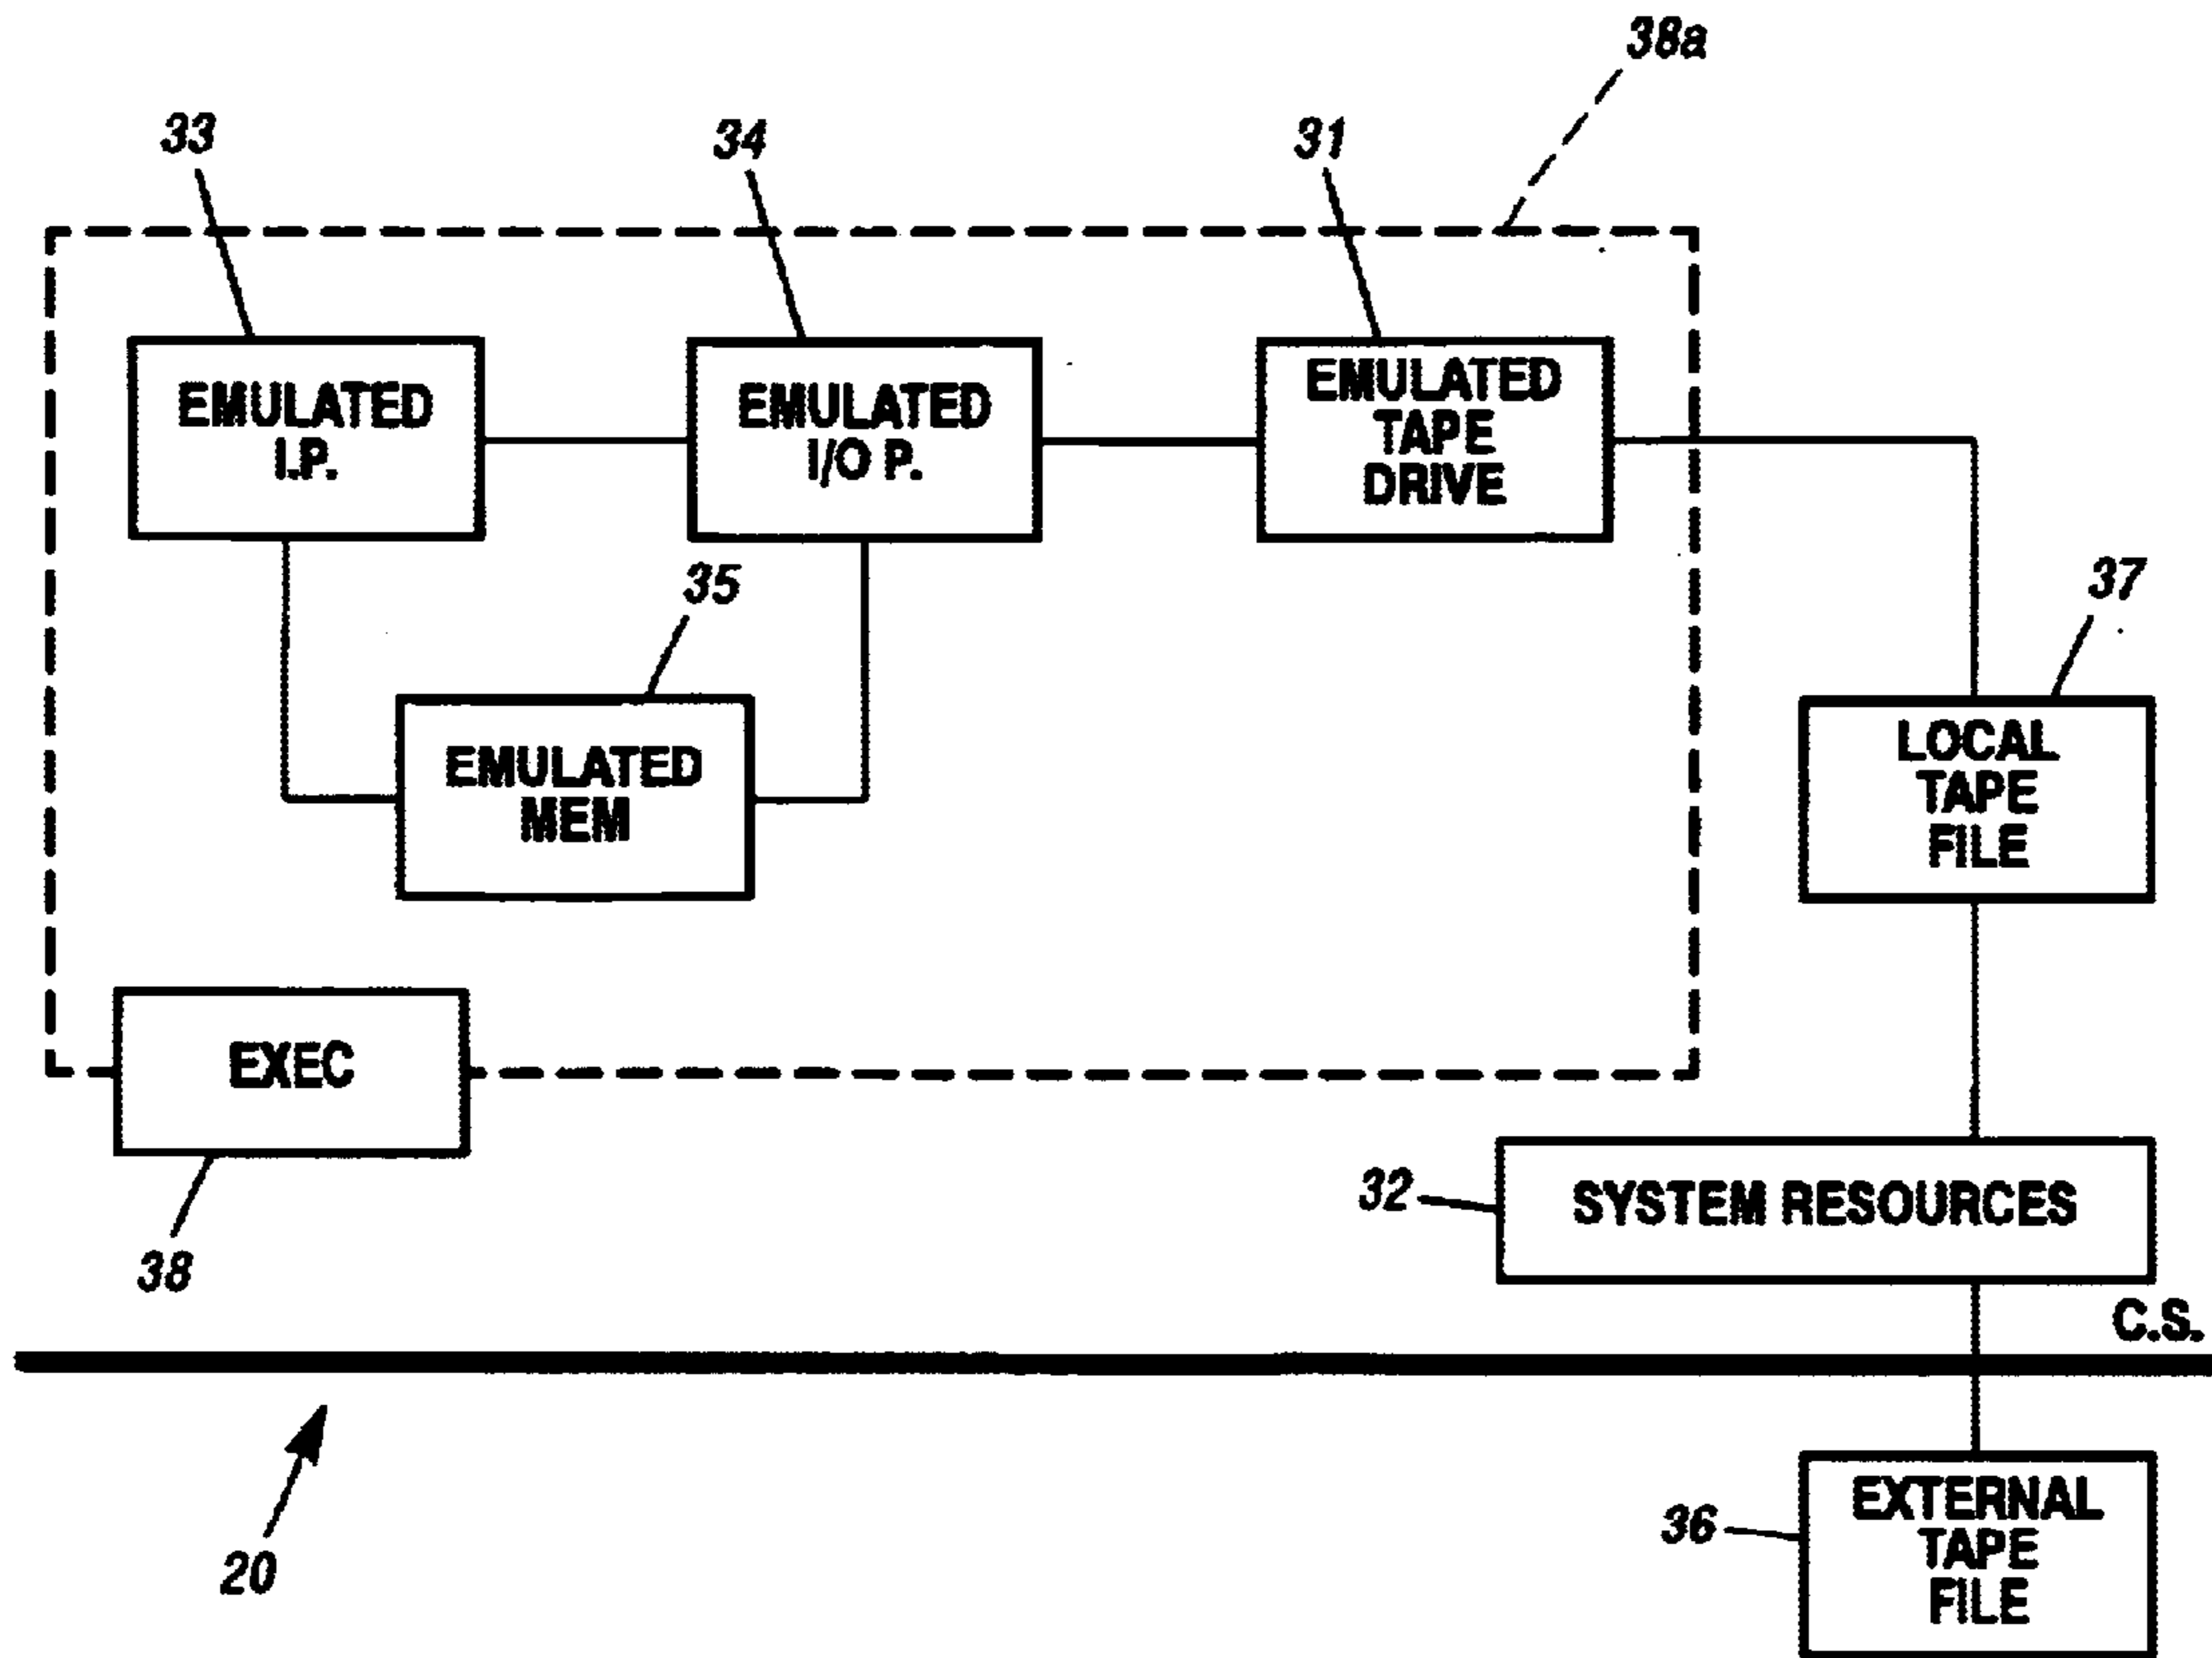 38a
33
34
31
EMULATED
I.P.
EMULATED
I/O P.
EMULATED
TAPE
DRIVE
35
37
EMULATED
MEM
LOCAL
TAPE
FILE
EXEC
32
SYSTEM RESOURCES
38
C.S.
20
36
EXTERNAL
TAPE
FILE